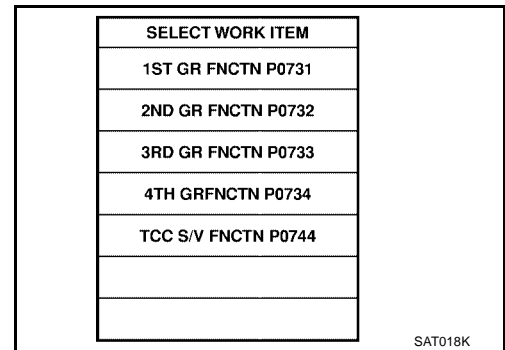 SELECT WORK ITEM
1ST GR FNCTN P0731
2ND GR FNCTN P0732
3RD GR FNCTN P0733
4TH GRFNCTN P0734
TCC S/V FNCTN P0744
SAT018K